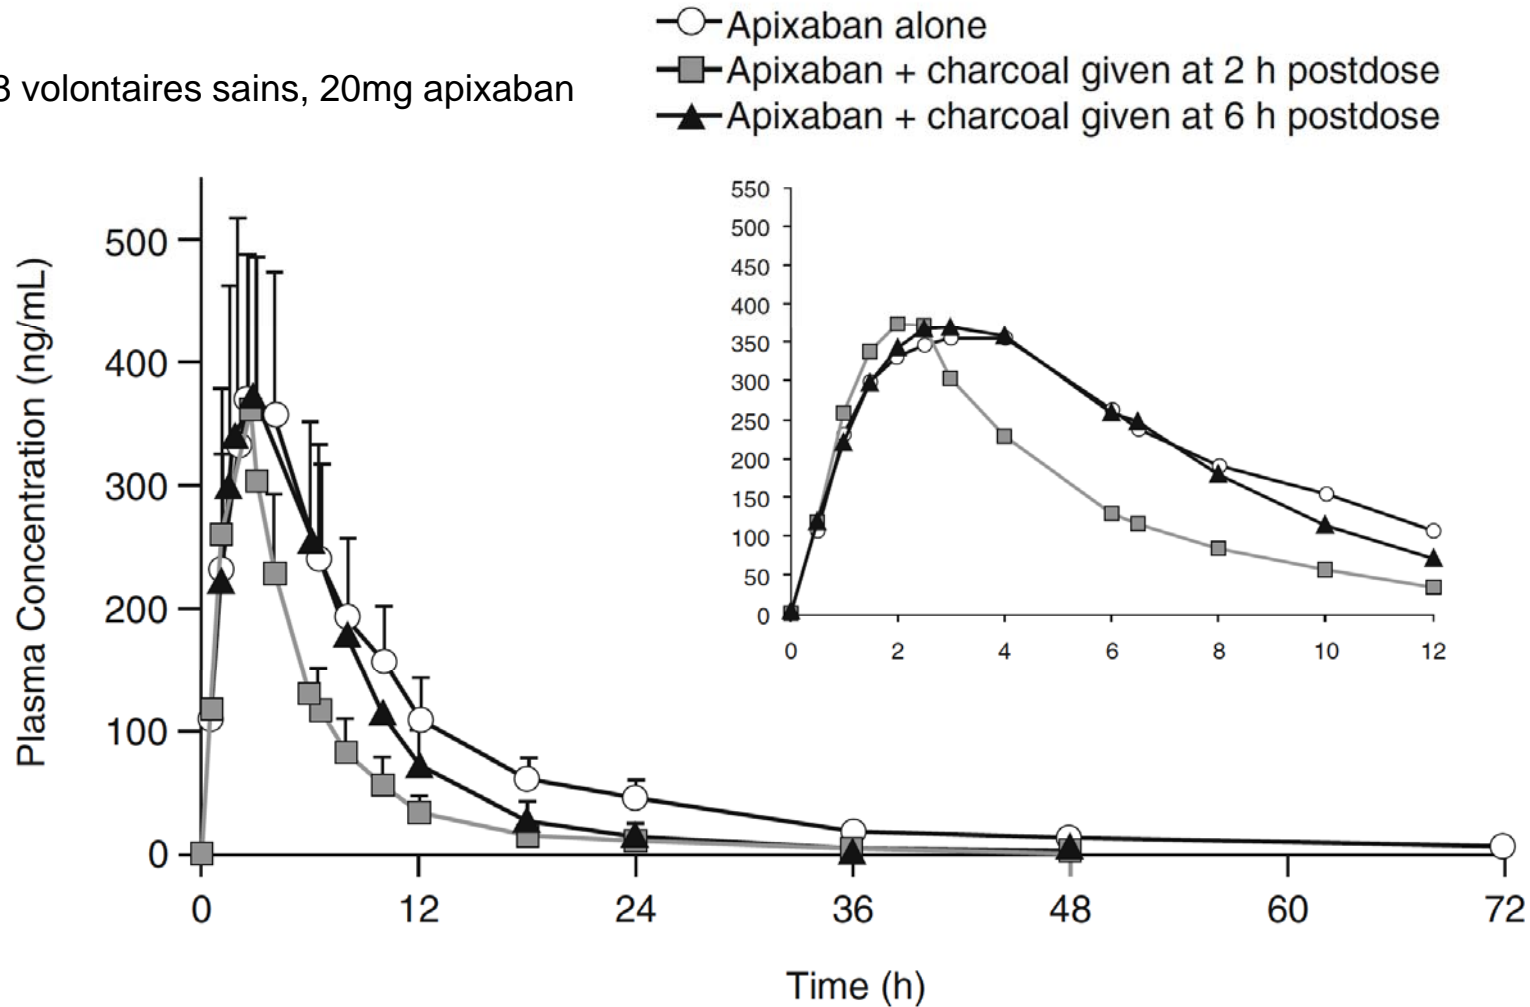 Apixaban alone
Apixaban + charcoal given at 2 h postdose
Apixaban + charcoal given at 6 h postdose
8 volontaires sains, 20mg apixaban
Plasma Concentration (ng/mL)
500
400
300
200
100
0
0 12 24 36 48 60 72
Time (h)
550
500
450
400
350
300
250
200
150
100
50
0
0 2 4 6 8 10 12